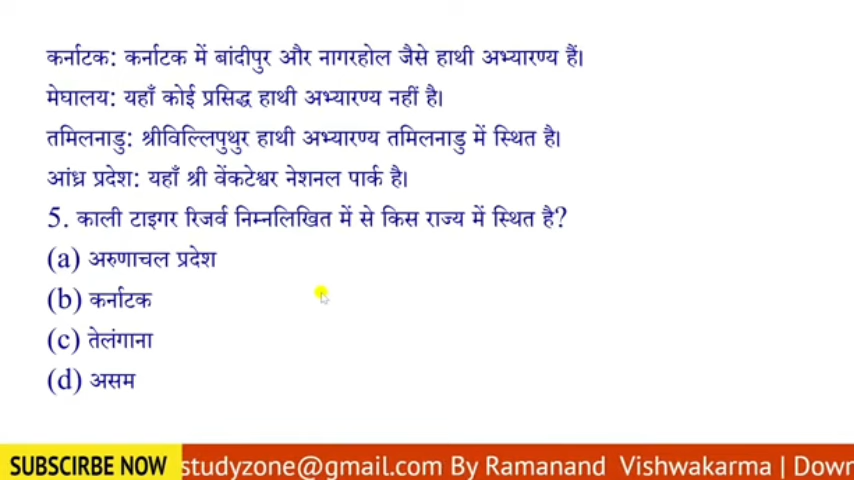 कर्नाटक: कर्नाटक में बांदीपुर और नागरहोल जैसे हाथी अभ्यारण्य हैं।
मेघालय: यहाँ कोई प्रसिद्ध हाथी अभ्यारण्य नहीं है।
तमिलनाडु: श्रीविल्लिपुथुर हाथी अभ्यारण्य तमिलनाडु में स्थित है।
आंध्र प्रदेश: यहाँ श्री वेंकटेश्वर नेशनल पार्क है।
5. काली टाइगर रिजर्व निम्नलिखित में से किस राज्य में स्थित है?
(a) अरुणाचल प्रदेश
(b) कर्नाटक
(c) तेलंगाना
(d) असम
SUBSCIRBE NOW studyzone@gmail.com By Ramanand Vishwakarma | Down